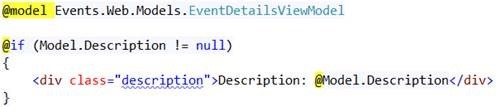 @model Events.Web.Models.EventDetailsViewModel
@if (Model.Description != null)
{
<div class="description">Description: @Model.Description</div>
}